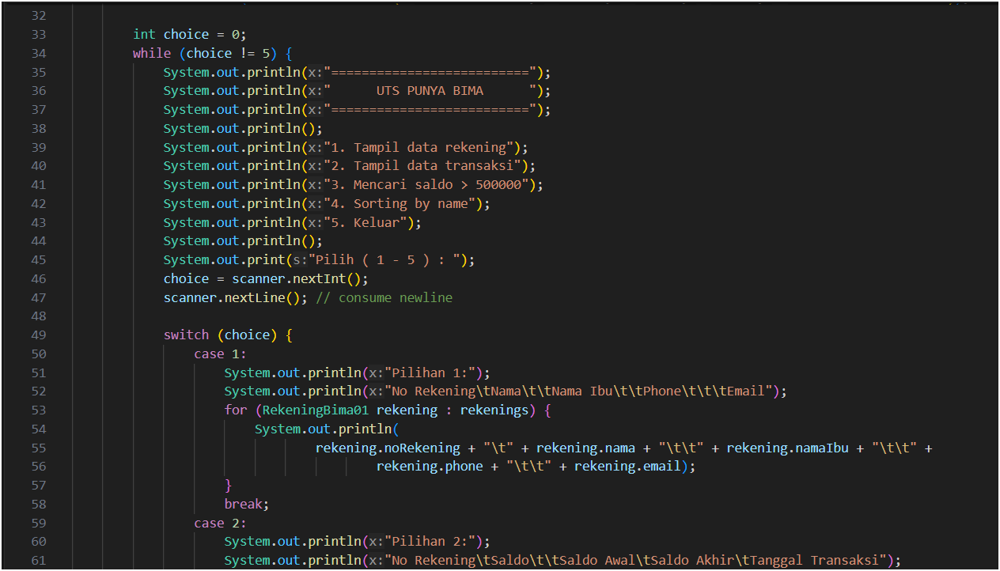 32
33 int choice = 0;
34 while (choice != 5) {
35 System.out.println(x:"==========================");
36 System.out.println(x:"      UTS PUNYA BIMA      ");
37 System.out.println(x:"==========================");
38 System.out.println();
39 System.out.println(x:"1. Tampil data rekening");
40 System.out.println(x:"2. Tampil data transaksi");
41 System.out.println(x:"3. Mencari saldo > 500000");
42 System.out.println(x:"4. Sorting by name");
43 System.out.println(x:"5. Keluar");
44 System.out.println();
45 System.out.print(s:"Pilih ( 1 - 5 ) : ");
46 choice = scanner.nextInt();
47 scanner.nextLine(); // consume newline
48
49 switch (choice) {
50 case 1:
51 System.out.println(x:"Pilihan 1:");
52 System.out.println(x:"No Rekening\tNama\t\tNama Ibu\t\tPhone\t\t\tEmail");
53 for (RekeningBima01 rekening : rekenings) {
54 System.out.println(
55 rekening.noRekening + "\t" + rekening.nama + "\t\t" + rekening.namaIbu + "\t\t" +
56 rekening.phone + "\t\t" + rekening.email);
57 }
58 break;
59 case 2:
60 System.out.println(x:"Pilihan 2:");
61 System.out.println(x:"No Rekening\tSaldo\t\tSaldo Awal\tSaldo Akhir\tTanggal Transaksi");